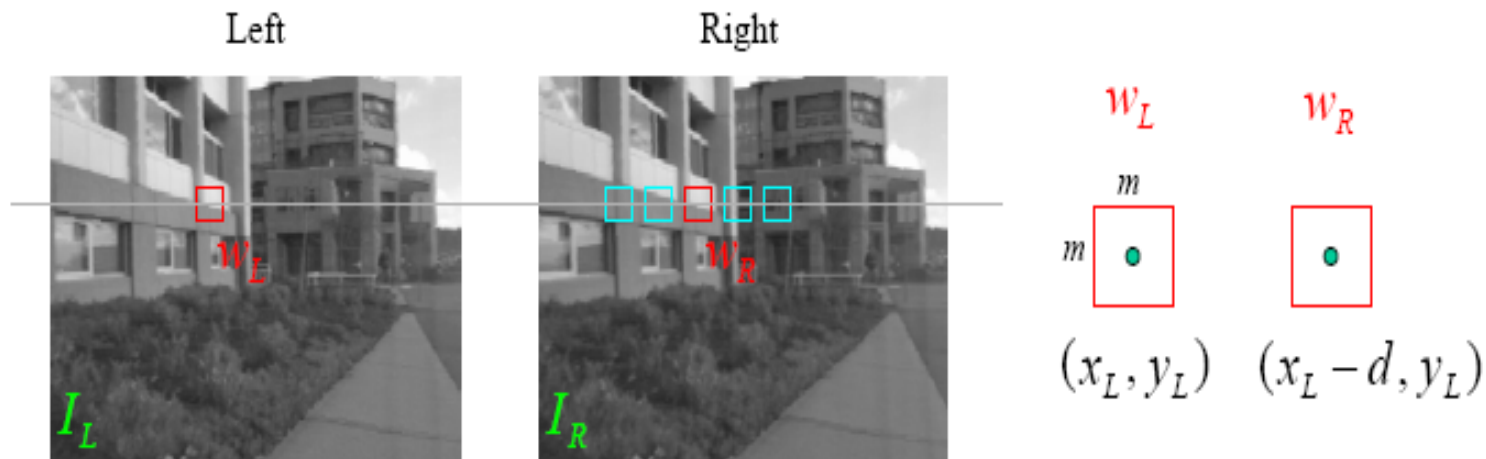 Left
Right
w_L
w_R
m
m
w_L
w_R
(x_L, y_L)
(x_L − d, y_L)
I_L
I_R